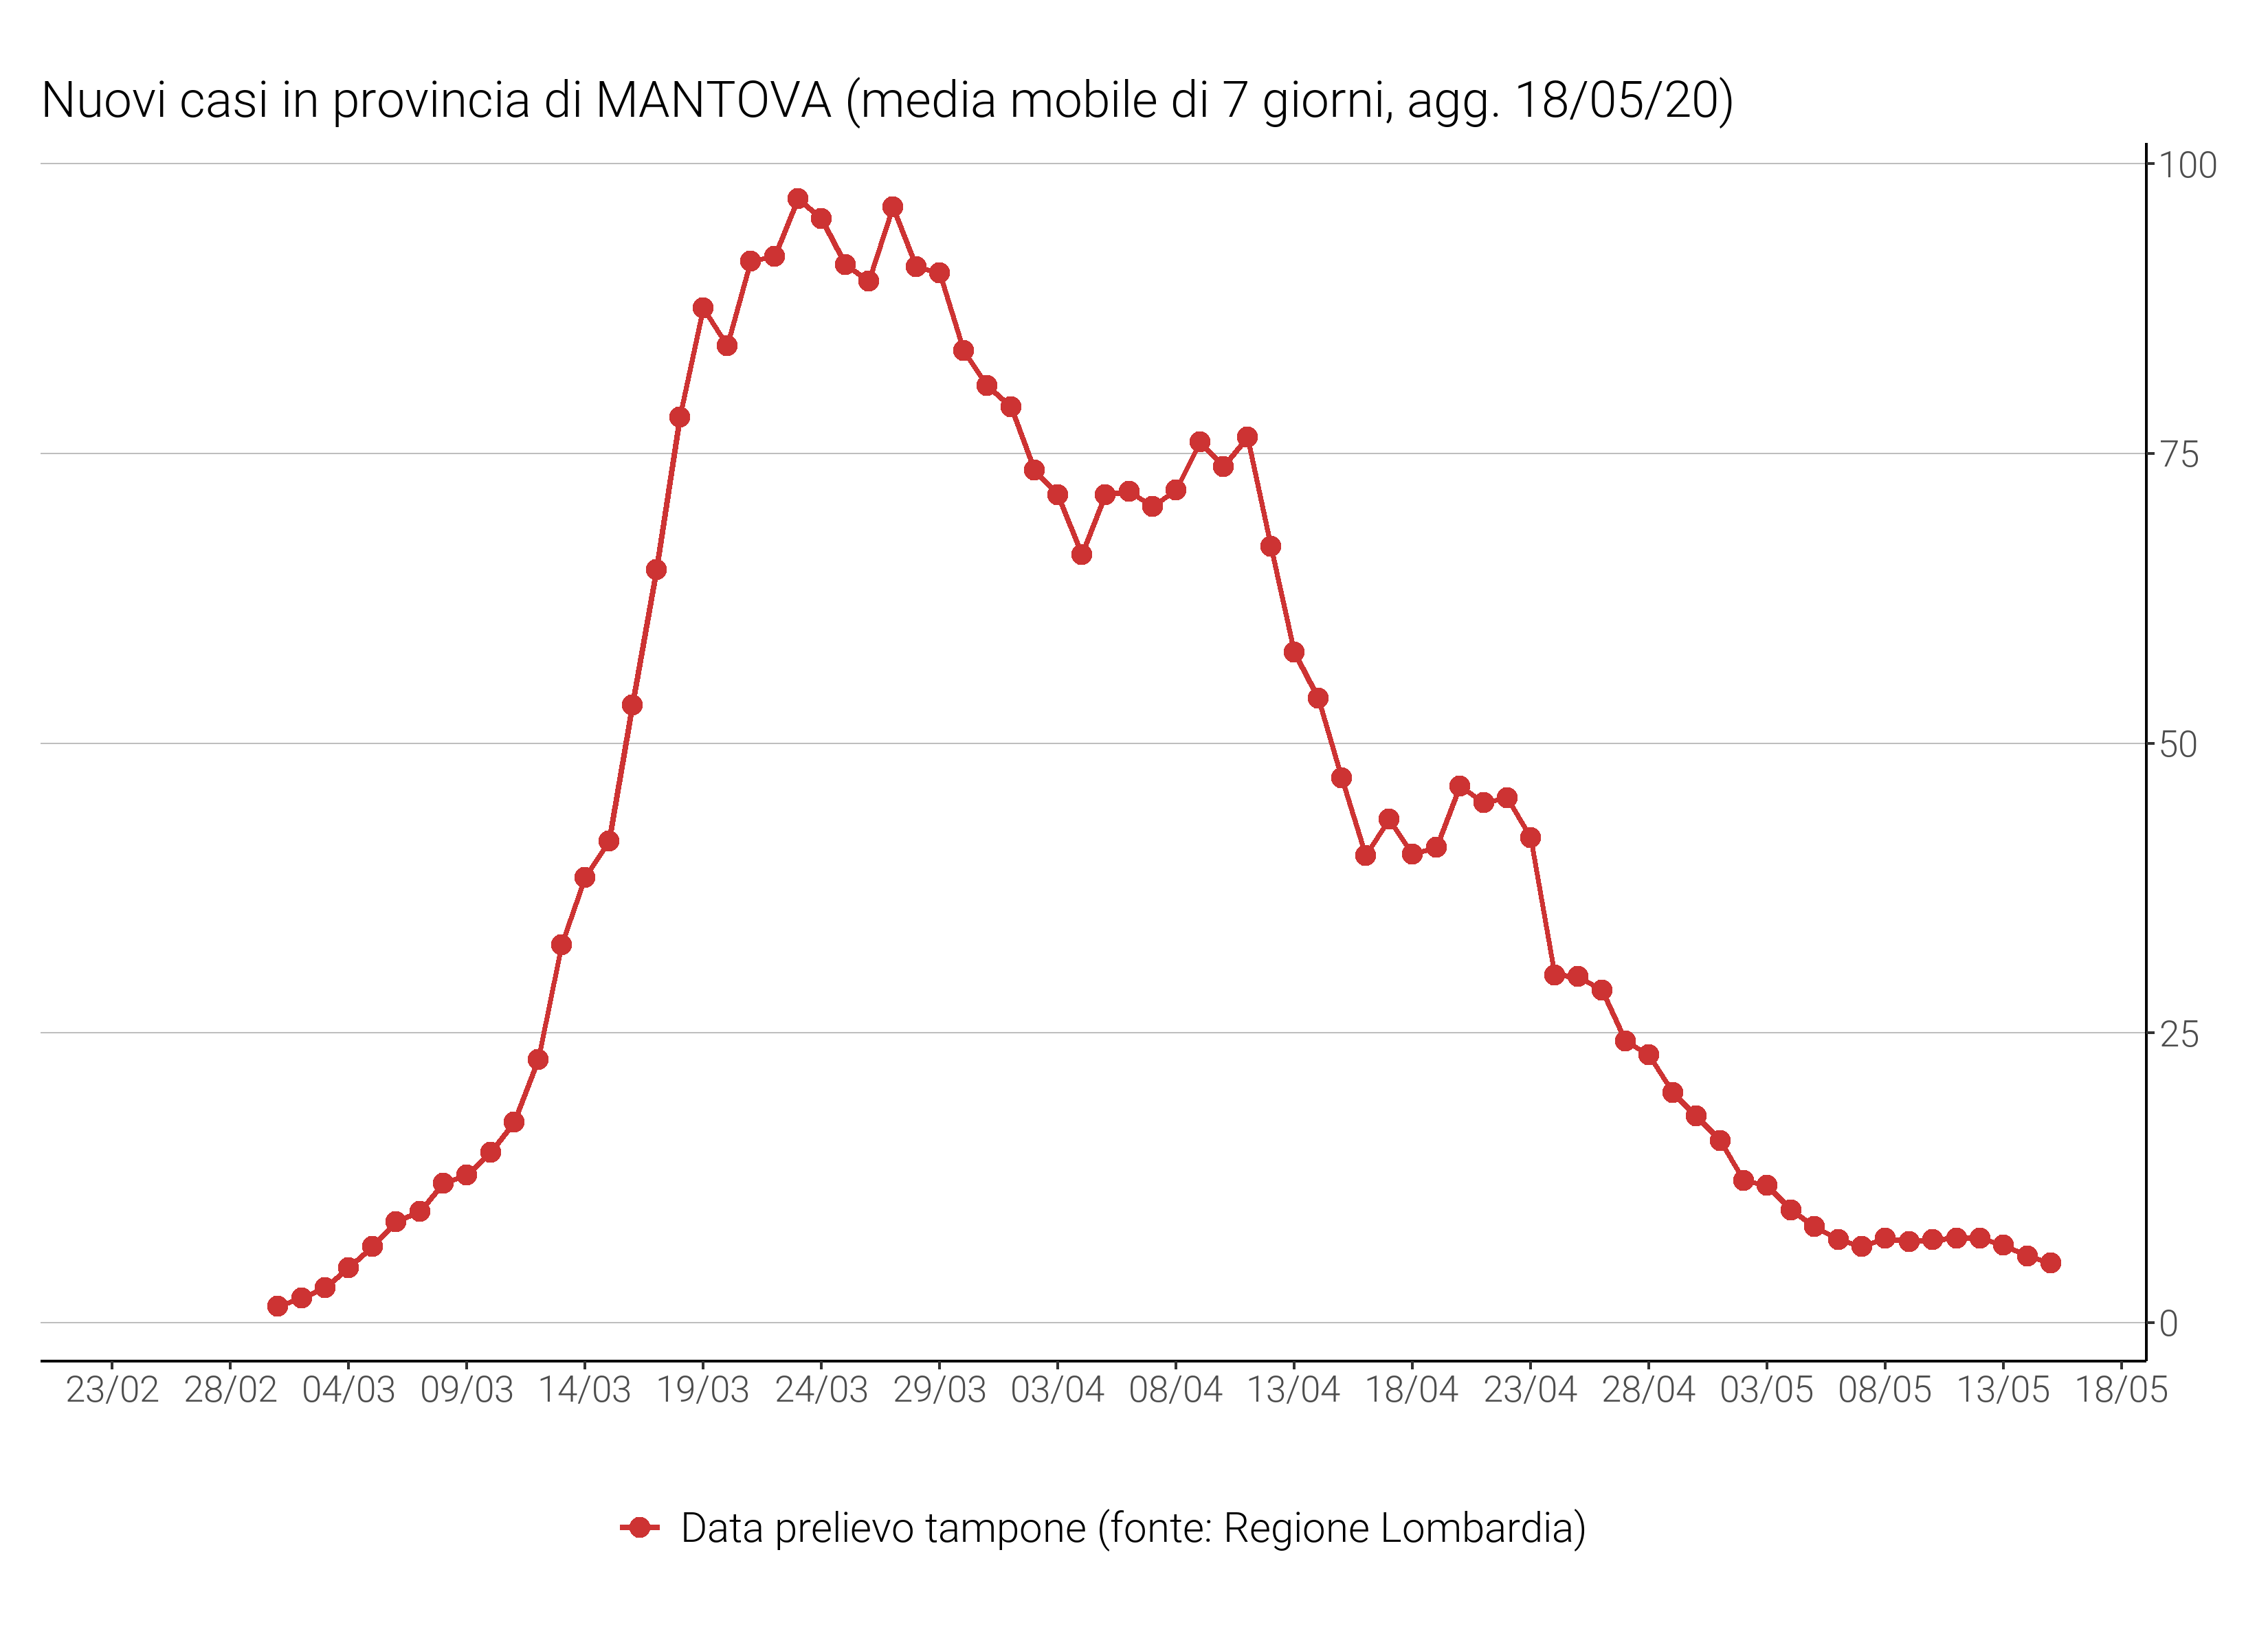 Nuovi casi in provincia di MANTOVA (media mobile di 7 giorni, agg. 18/05/20)
100
75
50
25
0
23/02 28/02 04/03 09/03 14/03 19/03 24/03 29/03 03/04 08/04 13/04 18/04 23/04 28/04 03/05 08/05 13/05 18/05
Data prelievo tampone (fonte: Regione Lombardia)